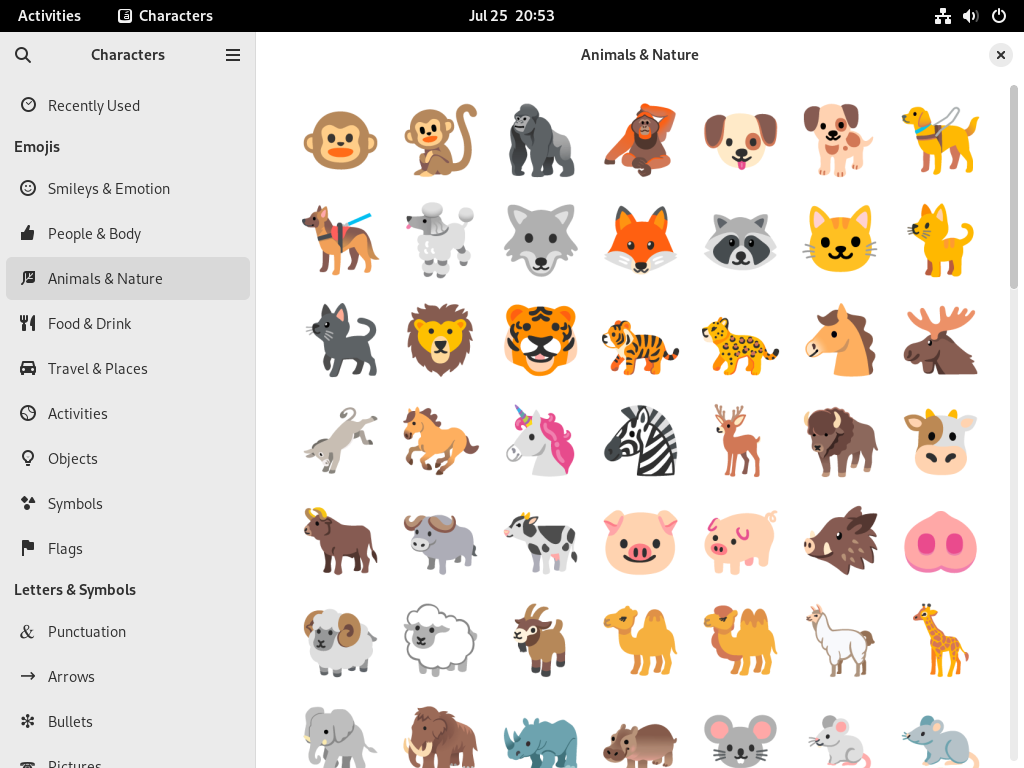 Activities
Characters
Jul 25 20:53
Characters
Animals & Nature
Recently Used
Emojis
Smileys & Emotion
People & Body
Animals & Nature
Food & Drink
Travel & Places
Activities
Objects
Symbols
Flags
Letters & Symbols
& Punctuation
Arrows
Bullets
Pictures